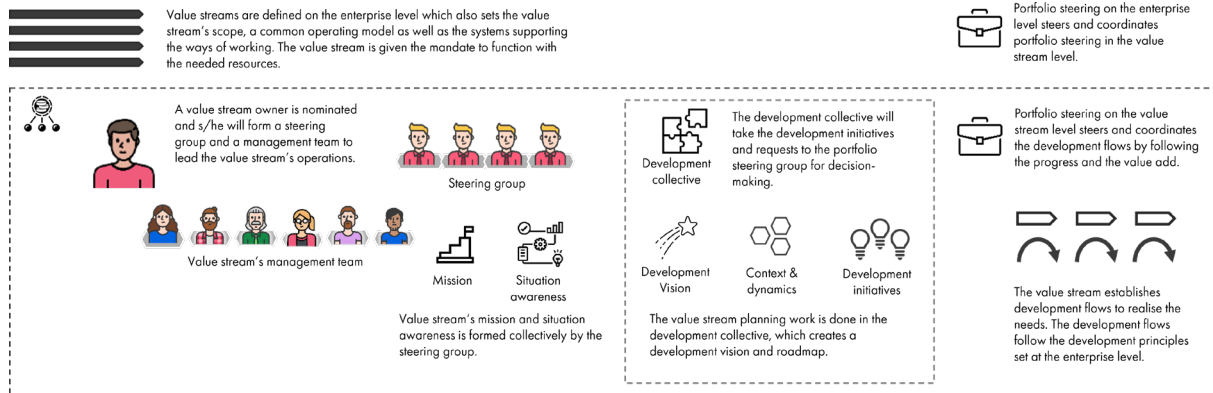 Value streams are defined on the enterprise level which also sets the value
stream's scope, a common operating model as well as the systems supporting
the ways of working. The value stream is given the mandate to function with
the needed resources.
Portfolio steering on the enterprise
level steers and coordinates
portfolio steering in the value
stream level.
A value stream owner is nominated
and s/he will form a steering
group and a management team to
lead the value stream's operations.
Steering group
Value stream's management team
Mission
Situation
awareness
Value stream's mission and situation
awareness is formed collectively by the
steering group.
Development
collective
The development collective will
take the development initiatives
and requests to the portfolio
steering group for decision-
making.
Development
Vision
Context &
dynamics
Development
initiatives
The value stream planning work is done in the
development collective, which creates a
development vision and roadmap.
Portfolio steering on the value
stream level steers and coordinates
the development flows by following
the progress and the value add.
The value stream establishes
development flows to realise the
needs. The development flows
follow the development principles
set at the enterprise level.